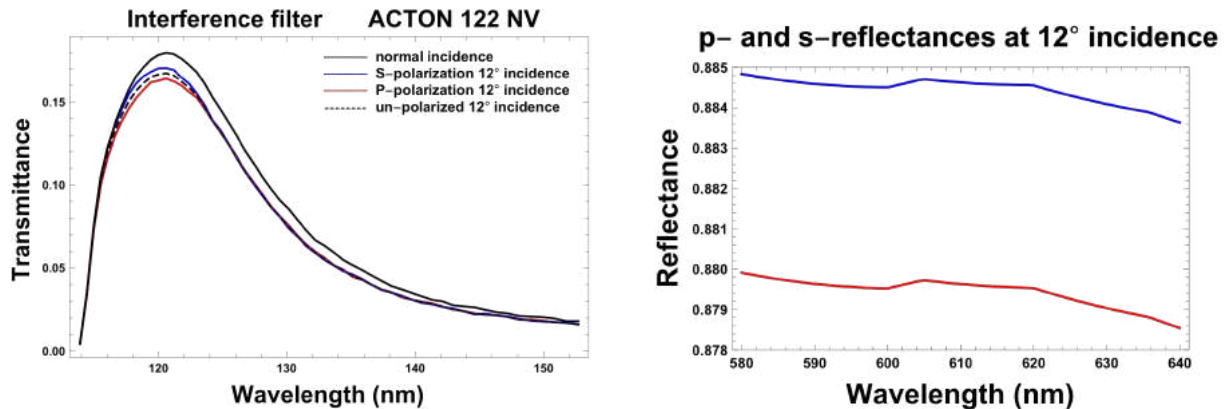 Interference filter ACTON 122 NV
normal incidence
S-polarization 12° incidence
P-polarization 12° incidence
un-polarized 12° incidence
Transmittance
0.15
0.10
0.05
0.00
120 130 140 150
Wavelength (nm)
p- and s-reflectances at 12° incidence
Reflectance
0.885
0.884
0.883
0.882
0.881
0.880
0.879
0.878
580 590 600 610 620 630 640
Wavelength (nm)